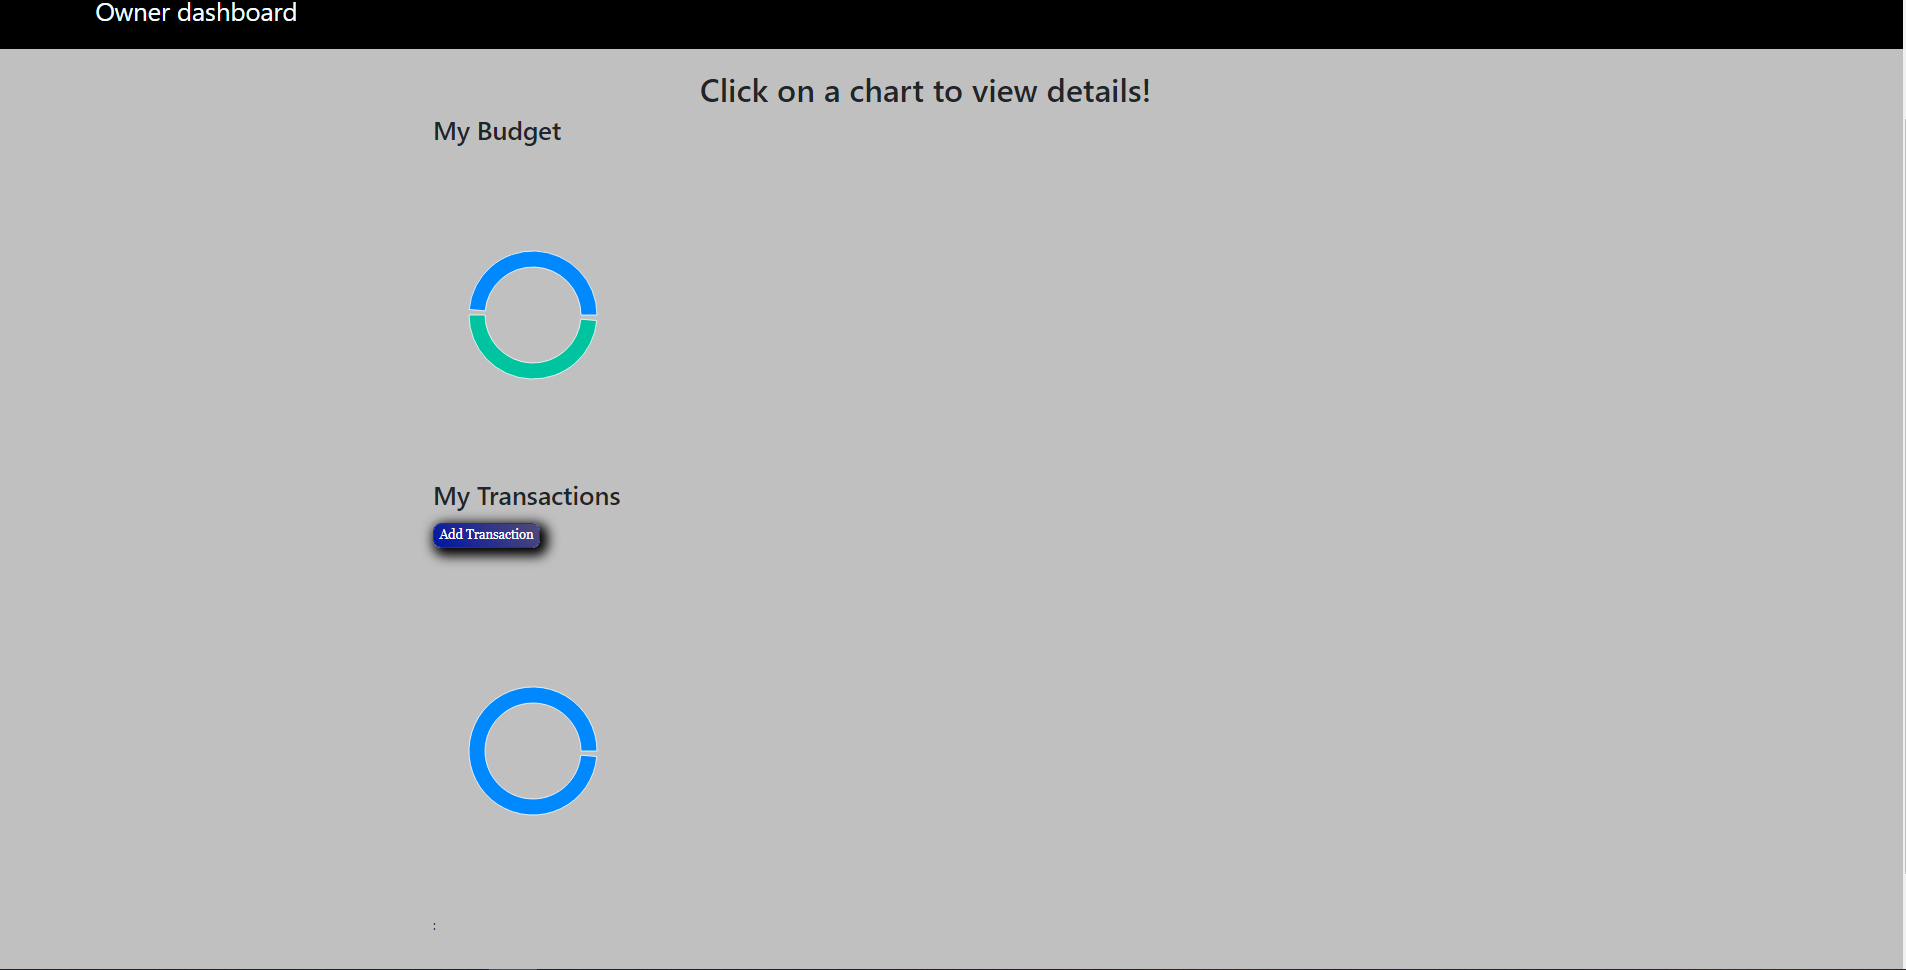 Owner dashboard
Click on a chart to view details!
My Budget
My Transactions
Add Transaction
: